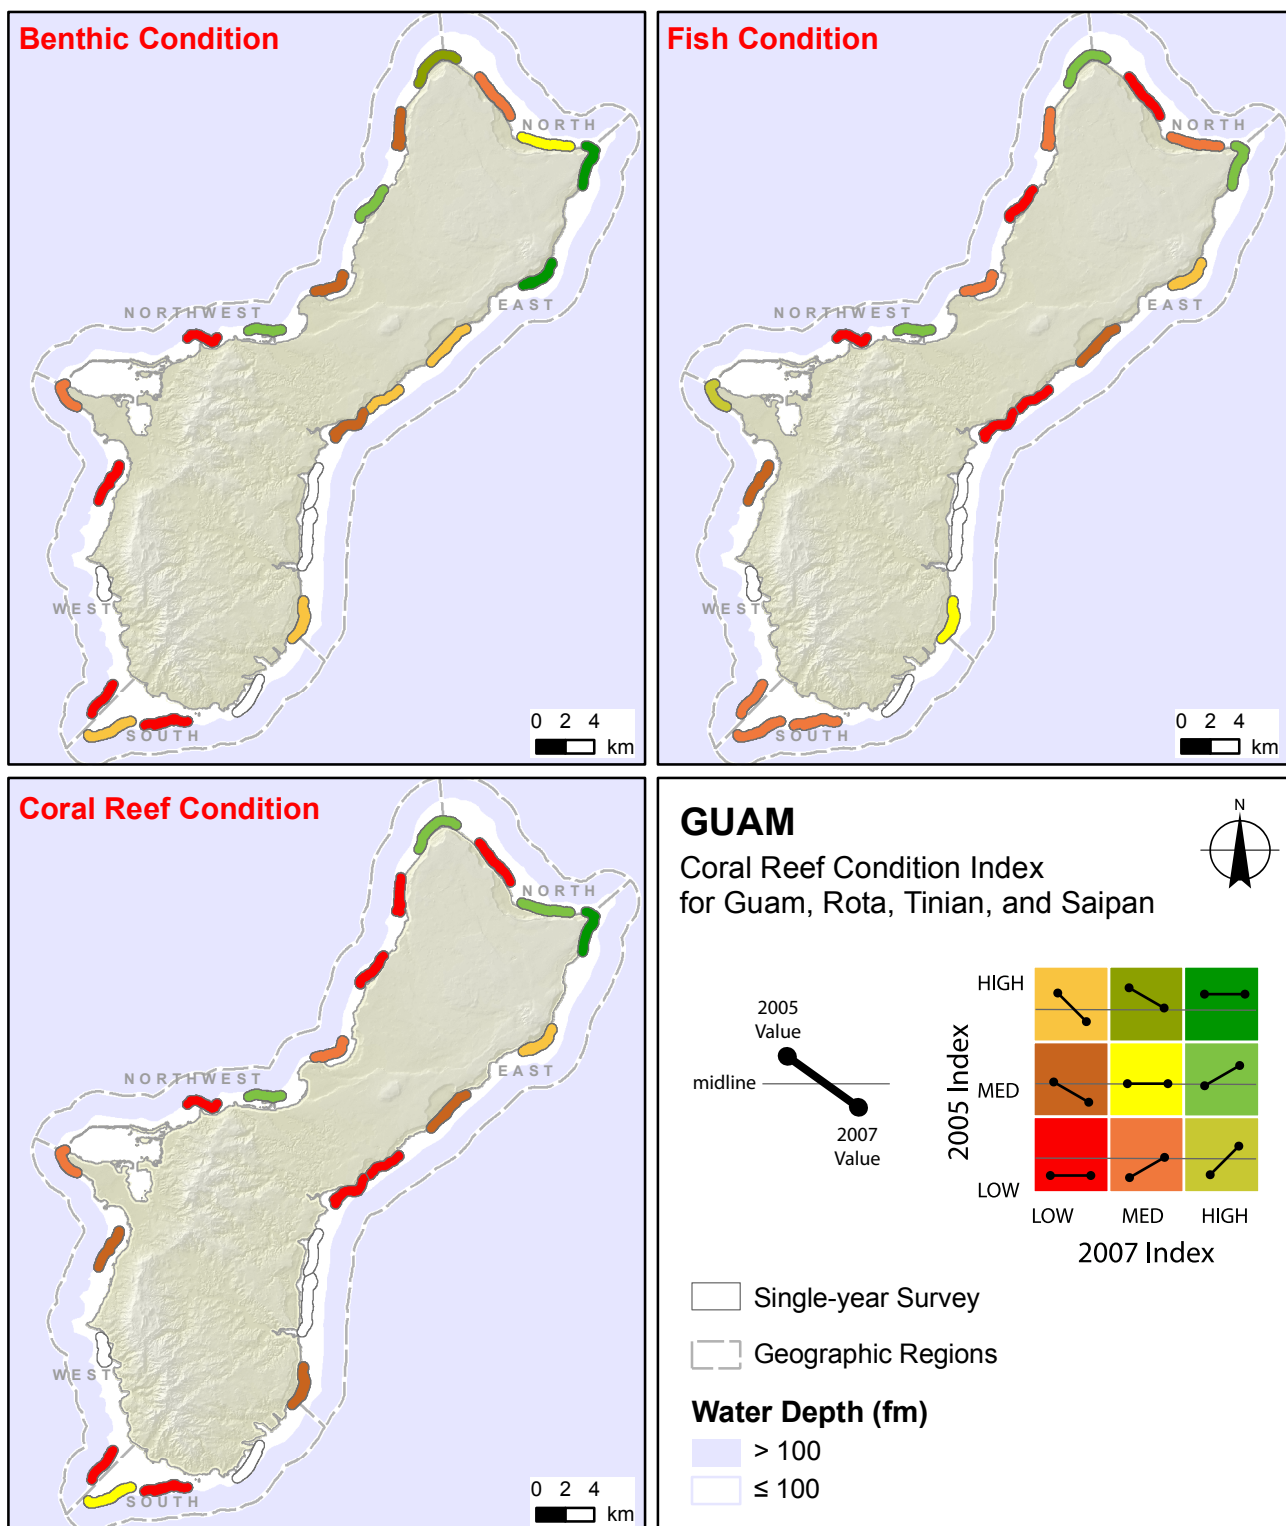 Benthic Condition
NORTH
NORTHWEST
EAST
WEST
SOUTH
0 2 4
km
Fish Condition
NORTH
NORTHWEST
EAST
WEST
SOUTH
0 2 4
km
Coral Reef Condition
NORTH
NORTHWEST
EAST
WEST
SOUTH
0 2 4
km
GUAM
Coral Reef Condition Index
for Guam, Rota, Tinian, and Saipan
N
2005
Value
midline
2007
Value
2005 Index
HIGH
MED
LOW
LOW MED HIGH
2007 Index
Single-year Survey
Geographic Regions
Water Depth (fm)
> 100
≤ 100